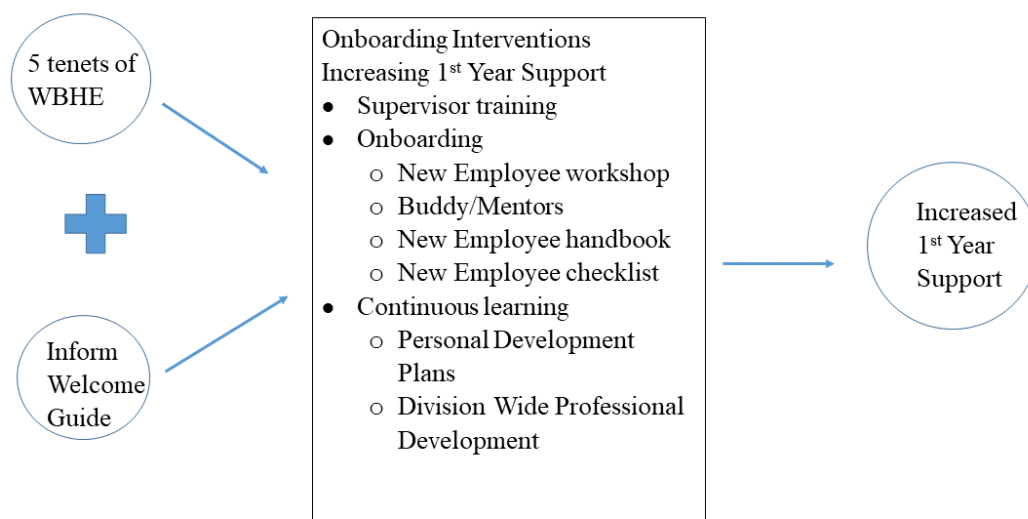 5 tenets of
WBHE
Inform
Welcome
Guide
Onboarding Interventions
Increasing 1st Year Support
• Supervisor training
• Onboarding
o New Employee workshop
o Buddy/Mentors
o New Employee handbook
o New Employee checklist
• Continuous learning
o Personal Development
Plans
o Division Wide Professional
Development
Increased
1st Year
Support